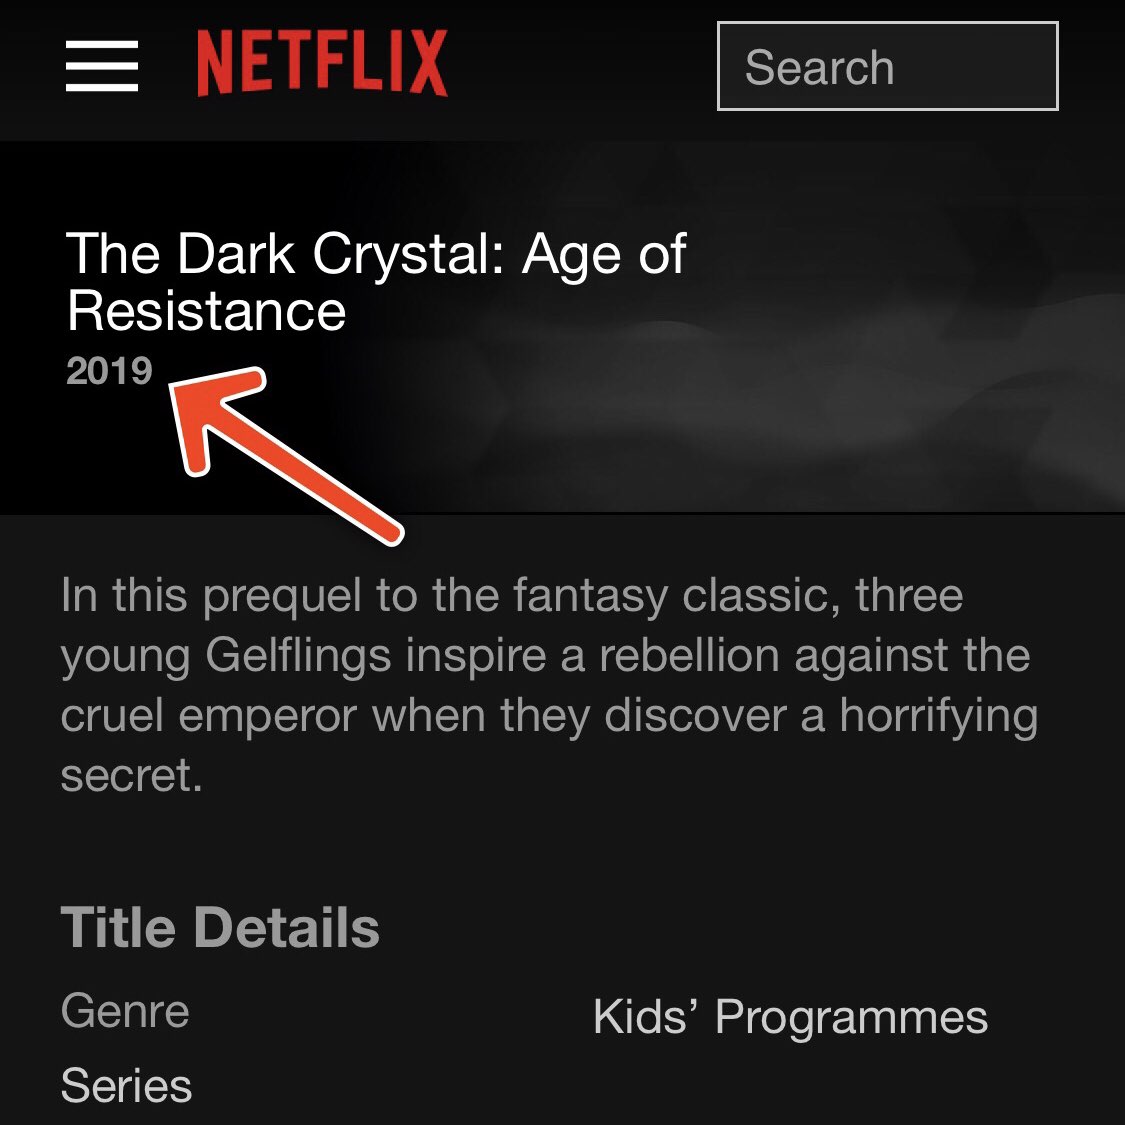 NETFLIX
Search
The Dark Crystal: Age of
Resistance
2019
In this prequel to the fantasy classic, three
young Gelflings inspire a rebellion against the
cruel emperor when they discover a horrifying
secret.
Title Details
Genre
Kids’ Programmes
Series